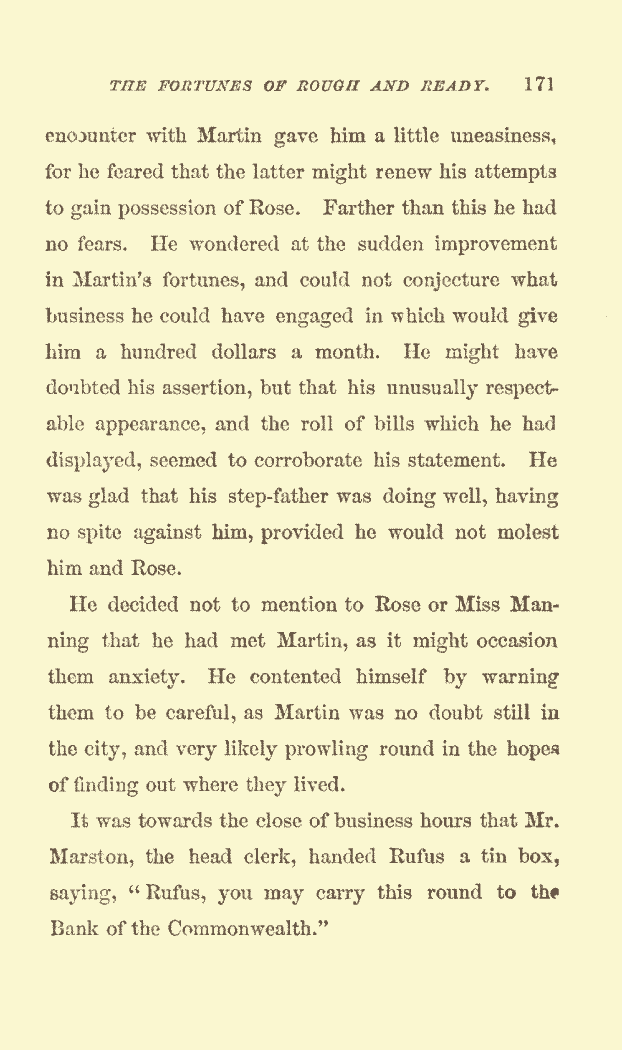 THE FORTUNES OF ROUGH AND READY. 171
encounter with Martin gave him a little uneasiness,
for he feared that the latter might renew his attempts
to gain possession of Rose. Farther than this he had
no fears. He wondered at the sudden improvement
in Martin's fortunes, and could not conjecture what
business he could have engaged in which would give
him a hundred dollars a month. He might have
doubted his assertion, but that his unusually respect-
able appearance, and the roll of bills which he had
displayed, seemed to corroborate his statement. He
was glad that his step-father was doing well, having
no spite against him, provided he would not molest
him and Rose.
He decided not to mention to Rose or Miss Man-
ning that he had met Martin, as it might occasion
them anxiety. He contented himself by warning
them to be careful, as Martin was no doubt still in
the city, and very likely prowling round in the hopes
of finding out where they lived.
It was towards the close of business hours that Mr.
Marston, the head clerk, handed Rufus a tin box,
saying, "Rufus, you may carry this round to the
Bank of the Commonwealth."